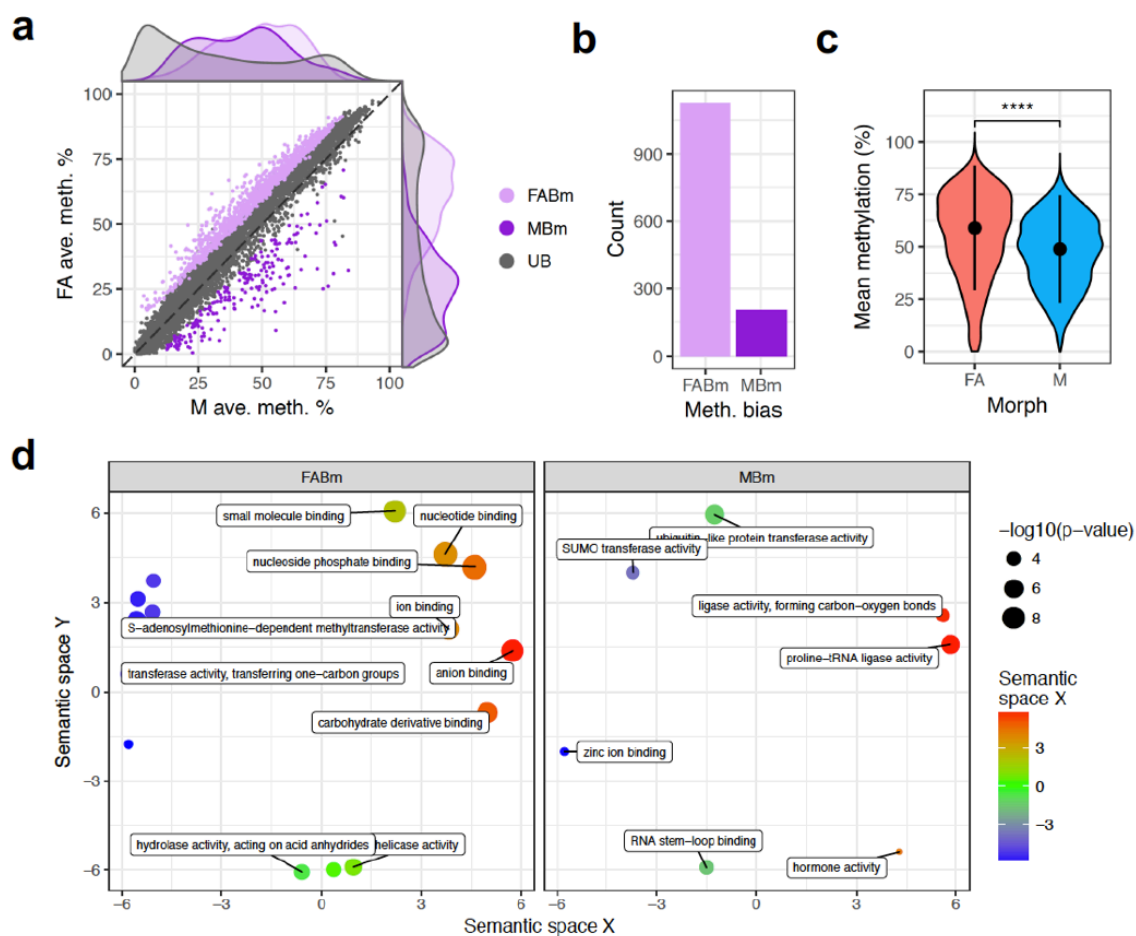 a
FA ave. meth. %
100
75
50
25
0
0 25 50 75 100
M ave. meth. %
FABm
MBm
UB
b
Count
900
600
300
0
FABm MBm
Meth. bias
c
Mean methylation (%)
****
100
75
50
25
0
FA M
Morph
d
FABm
MBm
Semantic space Y
6
3
0
−3
−6
small molecule binding
nucleotide binding
nucleoside phosphate binding
ion binding
S−adenosylmethionine−dependent methyltransferase activity
transferase activity, transferring one−carbon groups
anion binding
carbohydrate derivative binding
hydrolase activity, acting on acid anhydrides
helicase activity
ubiquitin−like protein transferase activity
SUMO transferase activity
ligase activity, forming carbon−oxygen bonds
proline−tRNA ligase activity
zinc ion binding
RNA stem−loop binding
hormone activity
−6 −3 0 3 6
−6 −3 0 3 6
Semantic space X
−log10(p−value)
4
6
8
Semantic
space X
3
0
−3